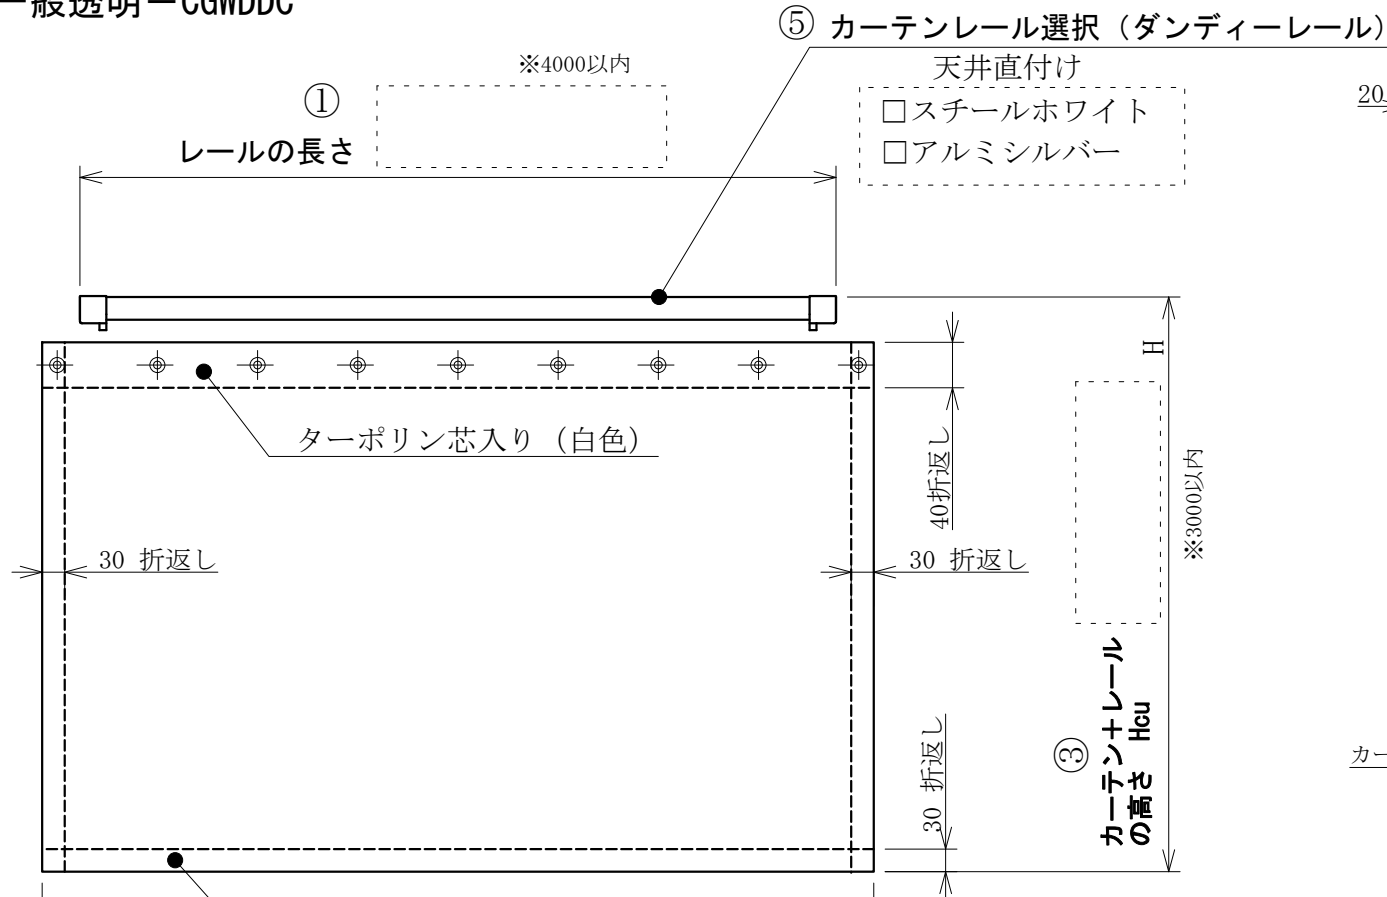 一般透明－CGWDDC
⑤ カーテンレール選択（ダンディーレール）
※4000以内
天井直付け
①
レールの長さ
□スチールホワイト
□アルミシルバー
20
H
ターポリン芯入り（白色）
40折返し
※3000以内
30 折返し
30 折返し
③
カーテン＋レール
の高さ Hcu
30 折返し
カー